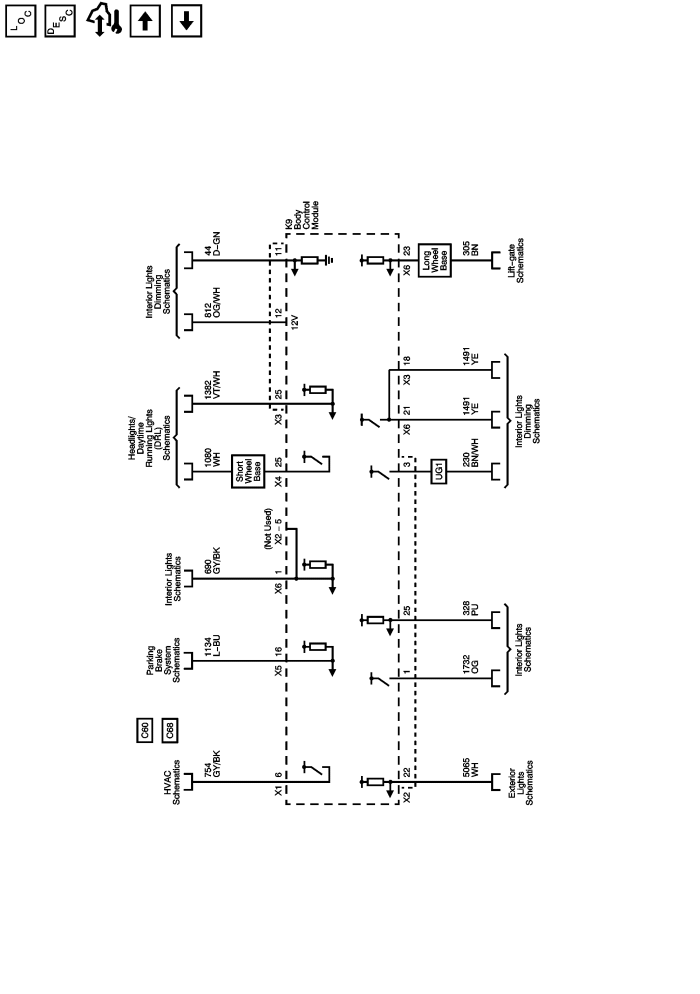 LOC
DESC
K9
Body
Control
Module
Interior Lights
Dimming
Schematics
44
D-GN
11
812
OG/WH
12
12V
Headlights/
Daytime
Running Lights
(DRL)
Schematics
1382
VT/WH
25
X3
1080
WH
Short
Wheel
Base
25
X4
(Not Used)
X2 - 5
Interior Lights
Schematics
690
GY/BK
1
X6
Parking
Brake
System
Schematics
1134
L-BU
16
X5
C60
C68
HVAC
Schematics
754
GY/BK
6
X1
23
X6
Long
Wheel
Base
305
BN
Lift-gate
Schematics
18
X3
1491
YE
21
X6
1491
YE
3
UG1
230
BN/WH
Interior Lights
Dimming
Schematics
25
328
PU
1
1732
OG
Interior Lights
Schematics
22
X2
5065
WH
Exterior
Lights
Schematics